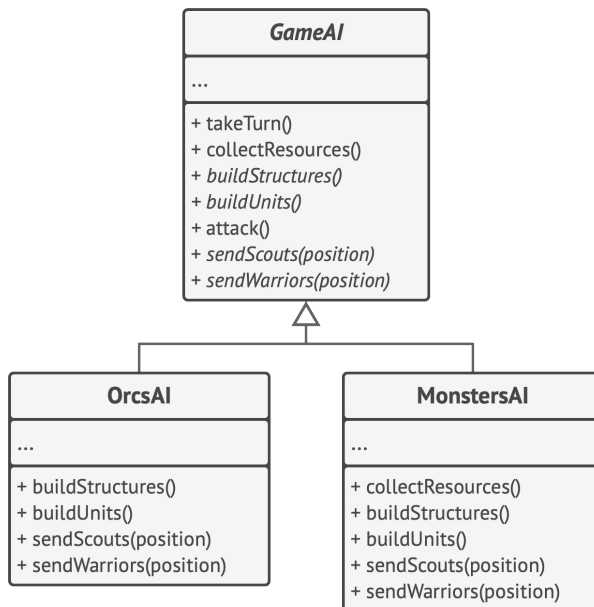 GameAI
...
+ takeTurn()
+ collectResources()
+ buildStructures()
+ buildUnits()
+ attack()
+ sendScouts(position)
+ sendWarriors(position)
OrcsAI
...
+ buildStructures()
+ buildUnits()
+ sendScouts(position)
+ sendWarriors(position)
MonstersAI
...
+ collectResources()
+ buildStructures()
+ buildUnits()
+ sendScouts(position)
+ sendWarriors(position)